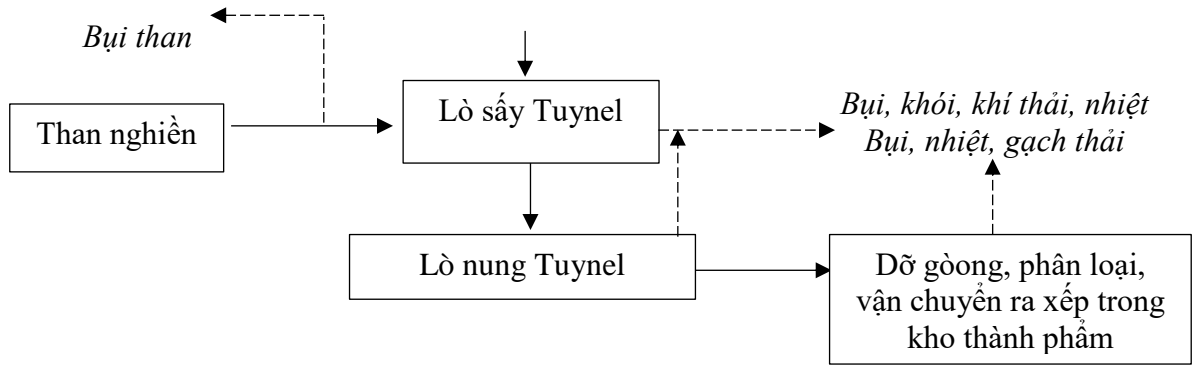 Bụi than
Than nghiền
Lò sấy Tuynel
Bụi, khói, khí thải, nhiệt
Bụi, nhiệt, gạch thải
Lò nung Tuynel
Dỡ gòong, phân loại,
vận chuyển ra xếp trong
kho thành phẩm